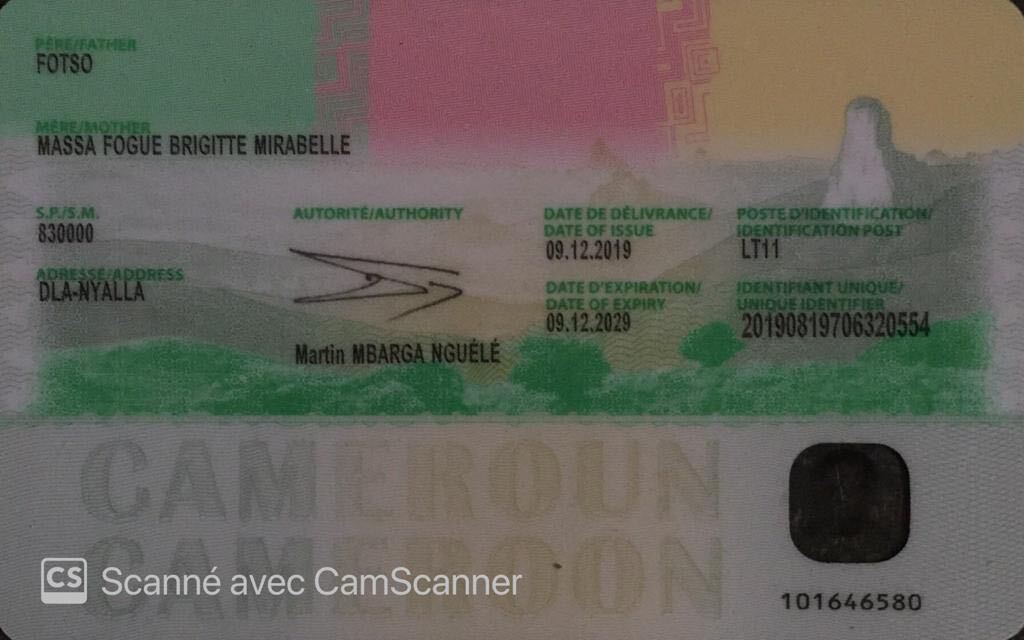 PÈRE/FATHER
FOTSO
MÈRE/MOTHER
MASSA FOGUE BRIGITTE MIRABELLE
S.P./S.M.
830000
ADRESSE/ADDRESS
DLA-NYALLA
AUTORITÉ/AUTHORITY
Martin MBARGA NGUÉLÉ
DATE DE DÉLIVRANCE/
DATE OF ISSUE
09.12.2019
DATE D'EXPIRATION/
DATE OF EXPIRY
09.12.2029
POSTE D'IDENTIFICATION/
IDENTIFICATION POST
LT11
IDENTIFIANT UNIQUE/
UNIQUE IDENTIFIER
20190819706320554
CAMEROUN
CAMEROON
CS Scanné avec CamScanner
101646580